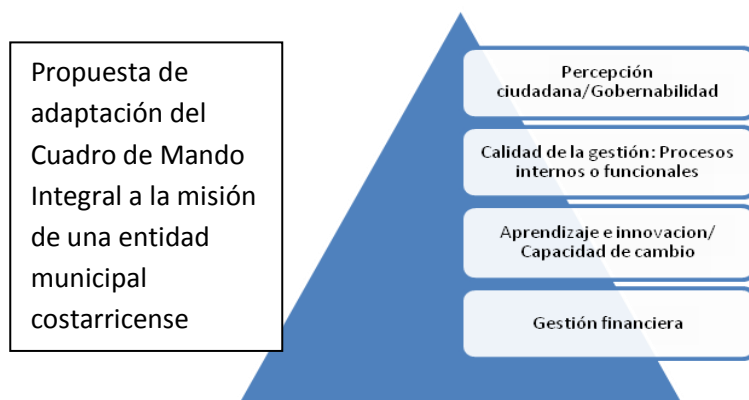 Propuesta de
adaptación del
Cuadro de Mando
Integral a la misión
de una entidad
municipal
costarricense
Percepción
ciudadana/Gobernabilidad
Calidad de la gestión: Procesos
internos o funcionales
Aprendizaje e innovacion/
Capacidad de cambio
Gestión financiera